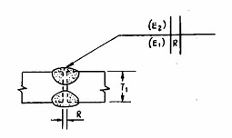 (E₂)
(E₁) R
T₁
R